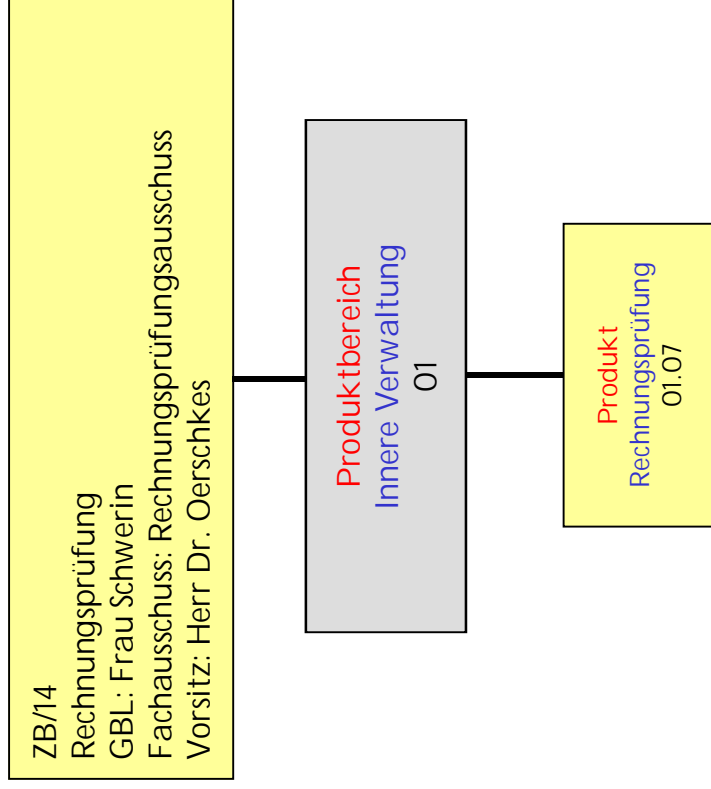 ZB/14
Rechnungsprüfung
GBL: Frau Schwerin
Fachausschuss: Rechnungsprüfungsausschuss
Vorsitz: Herr Dr. Oerschkes
Produktbereich
Innere Verwaltung
01
Produkt
Rechnungsprüfung
01.07